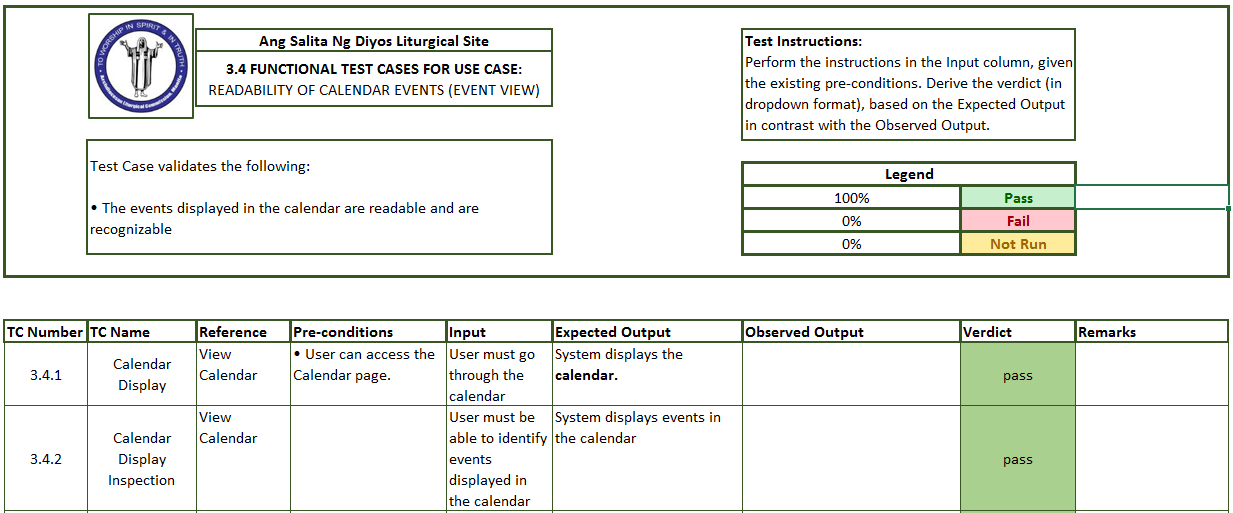 TO WORSHIP IN SPIRIT & IN TRUTH
Archdiocesan Liturgical Commission, Manila
Ang Salita Ng Diyos Liturgical Site
3.4 FUNCTIONAL TEST CASES FOR USE CASE:
READABILITY OF CALENDAR EVENTS (EVENT VIEW)
Test Case validates the following:
• The events displayed in the calendar are readable and are
recognizable
Test Instructions:
Perform the instructions in the Input column, given
the existing pre-conditions. Derive the verdict (in
dropdown format), based on the Expected Output
in contrast with the Observed Output.
Legend
100% Pass
0% Fail
0% Not Run
TC Number TC Name Reference Pre-conditions Input Expected Output Observed Output Verdict Remarks
3.4.1
Calendar
Display
View
Calendar
• User can access the
Calendar page.
User must go
through the
calendar
System displays the
calendar.
pass
3.4.2
Calendar
Display
Inspection
View
Calendar
User must be
able to identify
events
displayed in
the calendar
System displays events in
the calendar
pass